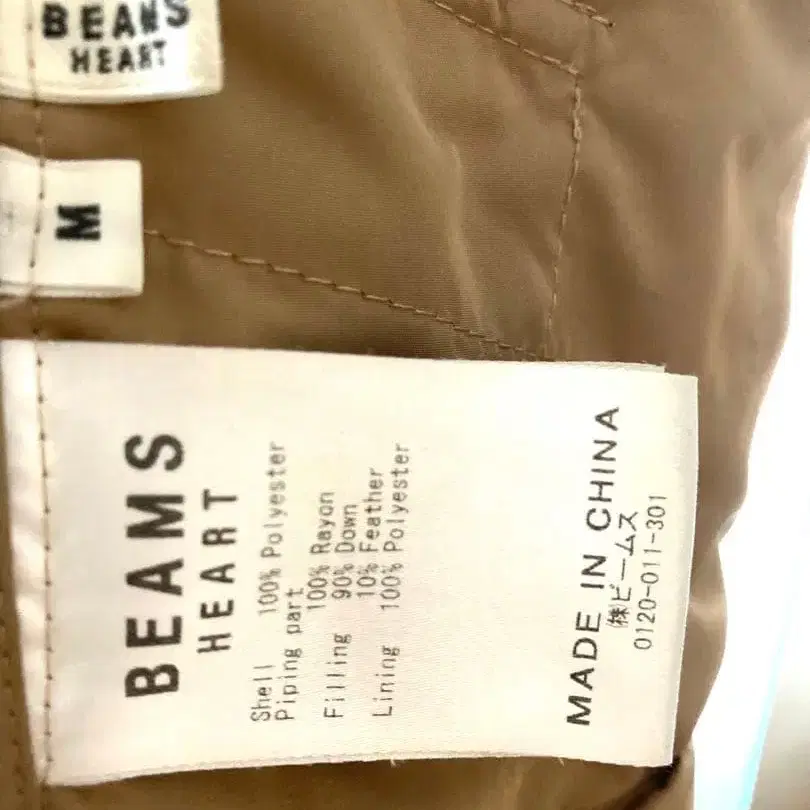 BEAMS
HEART
M
BEAMS
HEART
Shell 100% Polyester
Piping part
100% Rayon
Filling 90% Down
10% Feather
Lining 100% Polyester
MADE IN CHINA
㈱ビームス
0120-011-301